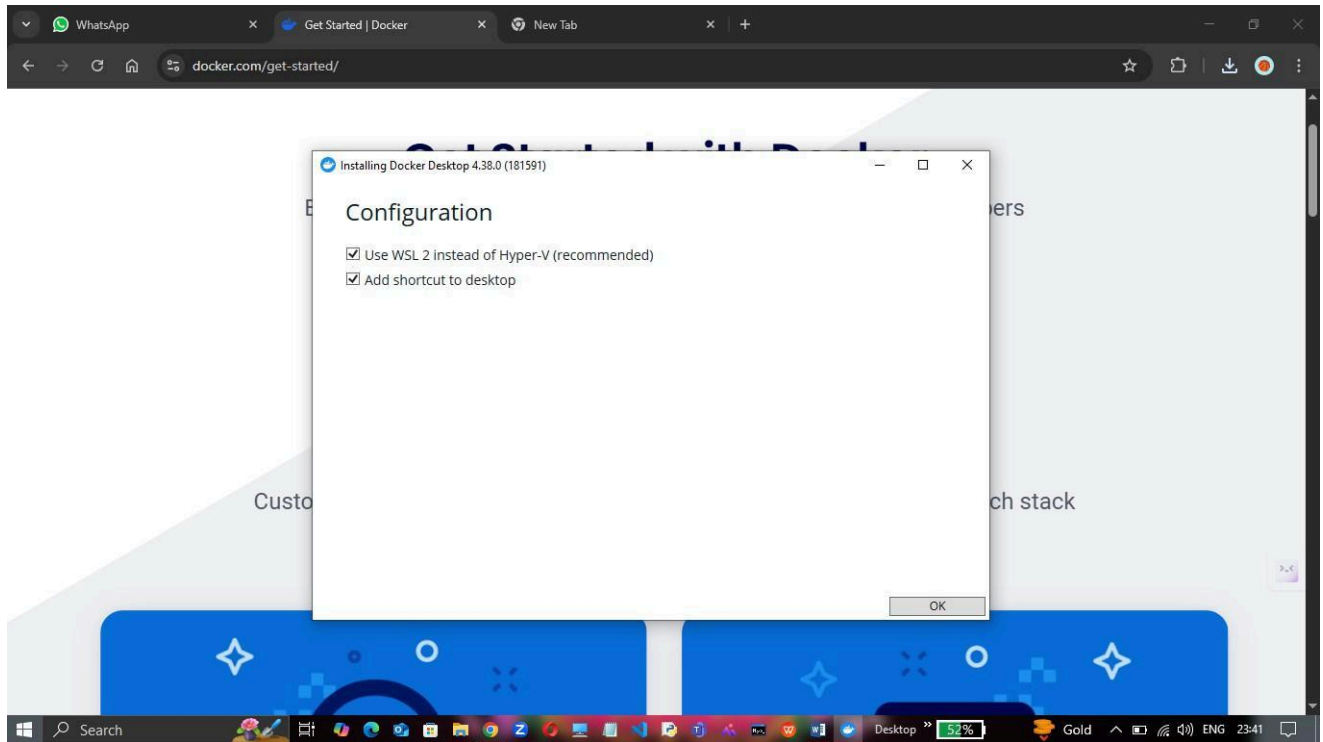 WhatsApp
Get Started | Docker
New Tab
docker.com/get-started/
Installing Docker Desktop 4.38.0 (181591)
Configuration
Use WSL 2 instead of Hyper-V (recommended)
Add shortcut to desktop
Custo
ch stack
OK
Search
Desktop
52%
Gold
ENG
23:41